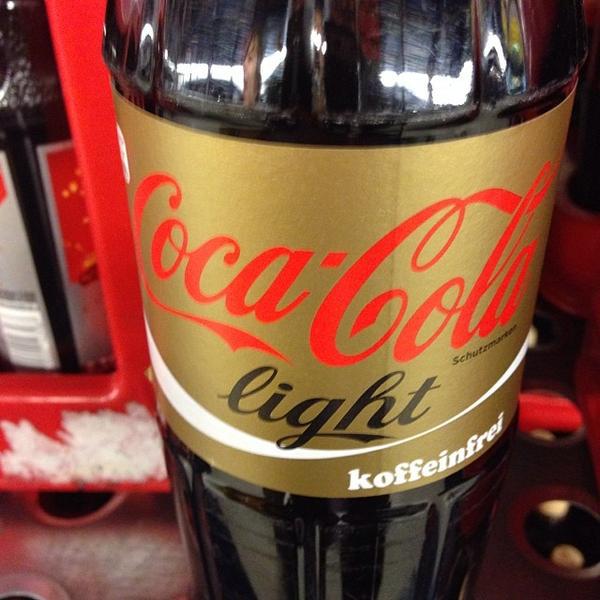 Coca-Cola
Schutzmarken
light
koffeinfrei